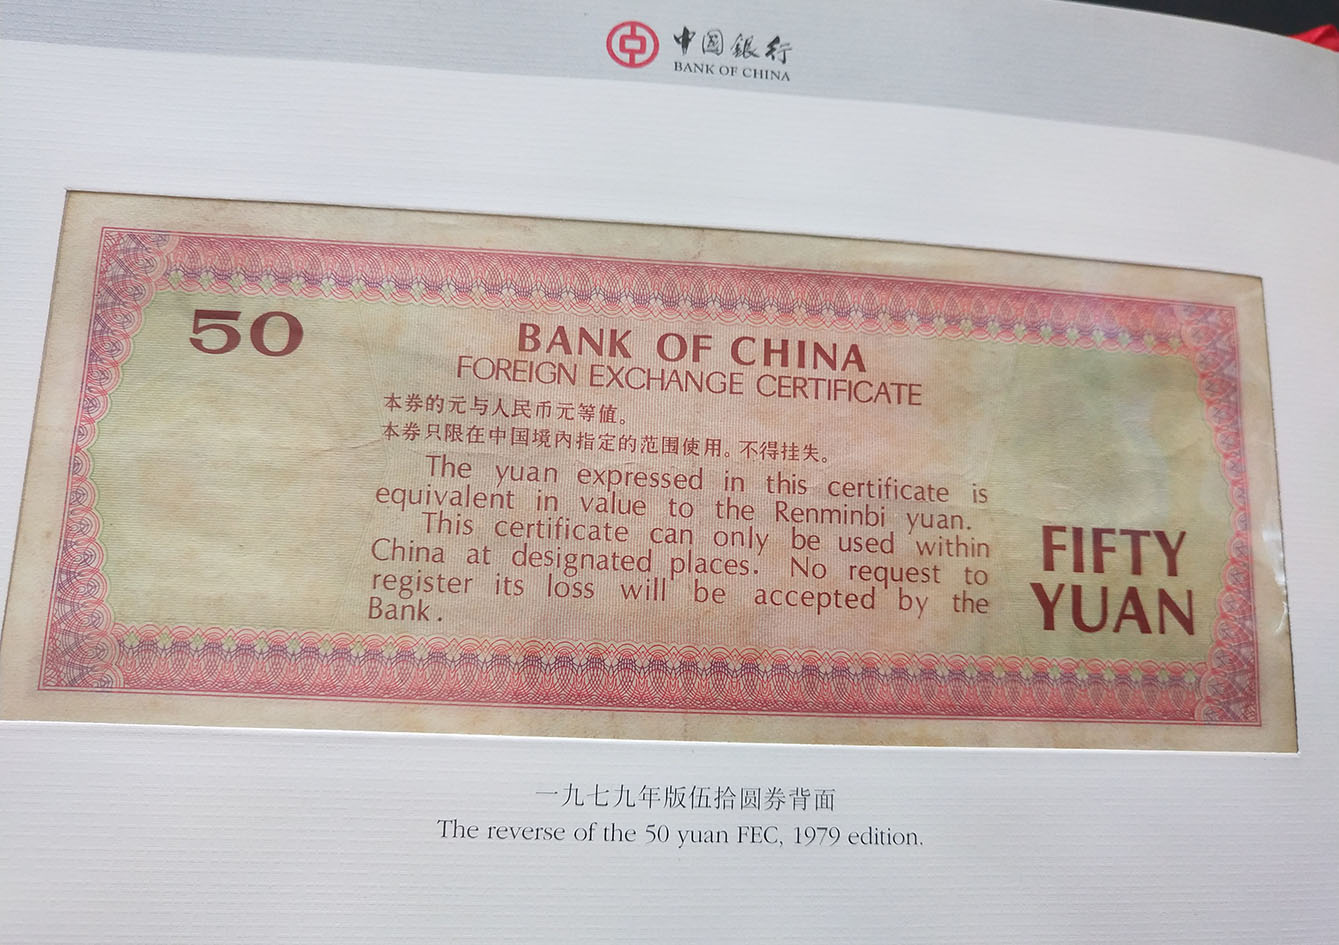 中国銀行
BANK OF CHINA
50
BANK OF CHINA
FOREIGN EXCHANGE CERTIFICATE
本券的元与人民币元等値。
本券只限在中国境内指定的范围使用。不得挂失。
The yuan expressed in this certificate is
equivalent in value to the Renminbi yuan.
This certificate can only be used within
China at designated places. No request to
register its loss will be accepted by the
Bank.
FIFTY
YUAN
一九七九年版伍拾圆券背面
The reverse of the 50 yuan FEC, 1979 edition.